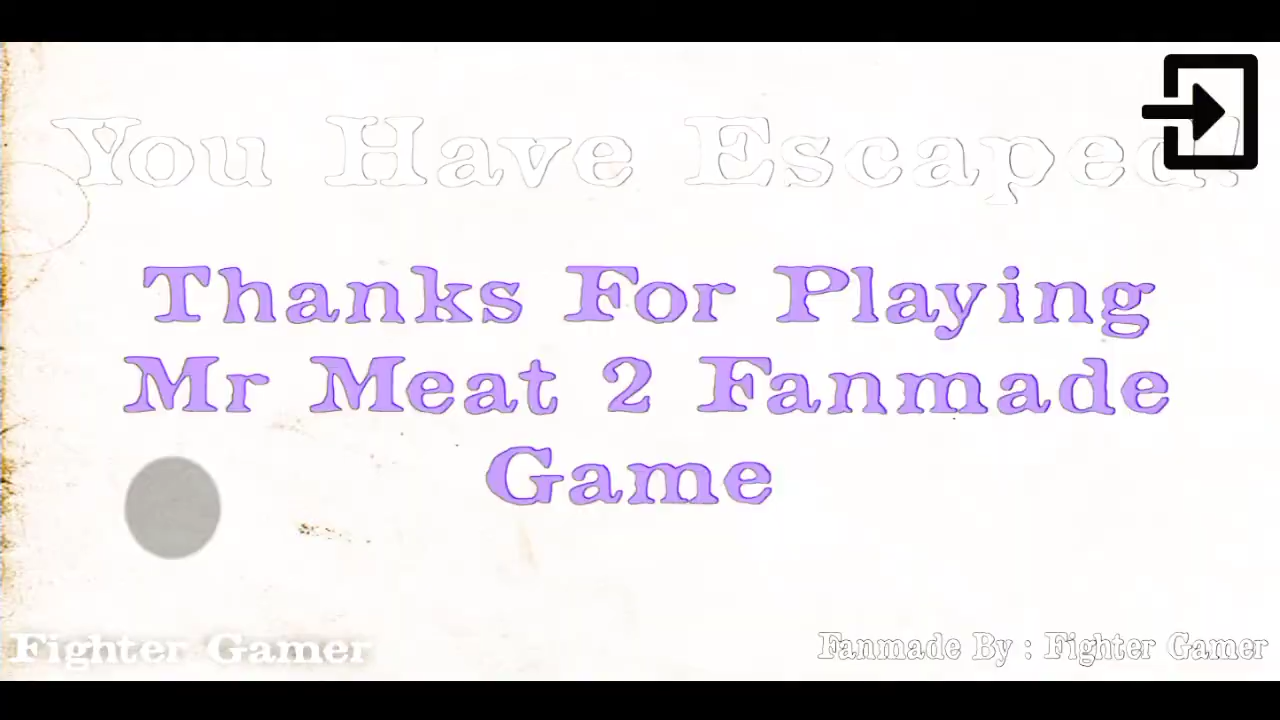 You Have Escaped!
Thanks For Playing
Mr Meat 2 Fanmade
Game
Fighter Gamer
Fanmade By : Fighter Gamer